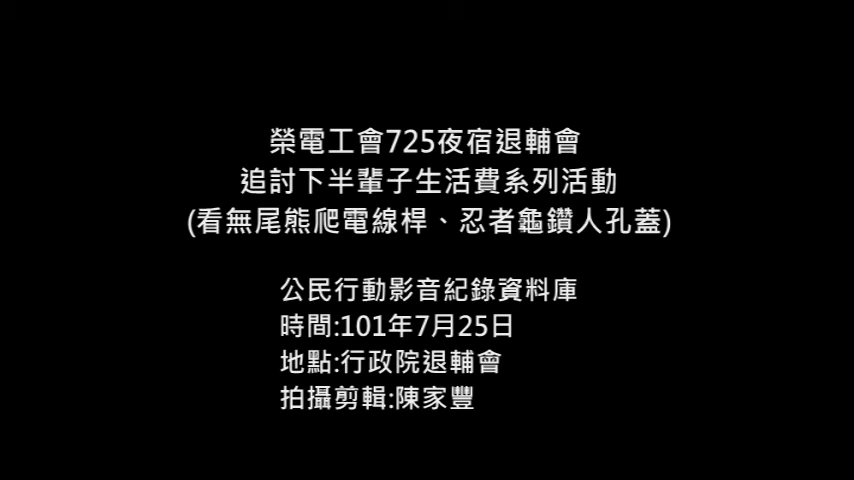 榮電工會725夜宿退輔會
追討下半輩子生活費系列活動
(看無尾熊爬電線桿、忍者龜鑽人孔蓋)
公民行動影音紀錄資料庫
時間:101年7月25日
地點:行政院退輔會
拍攝剪輯:陳家豐